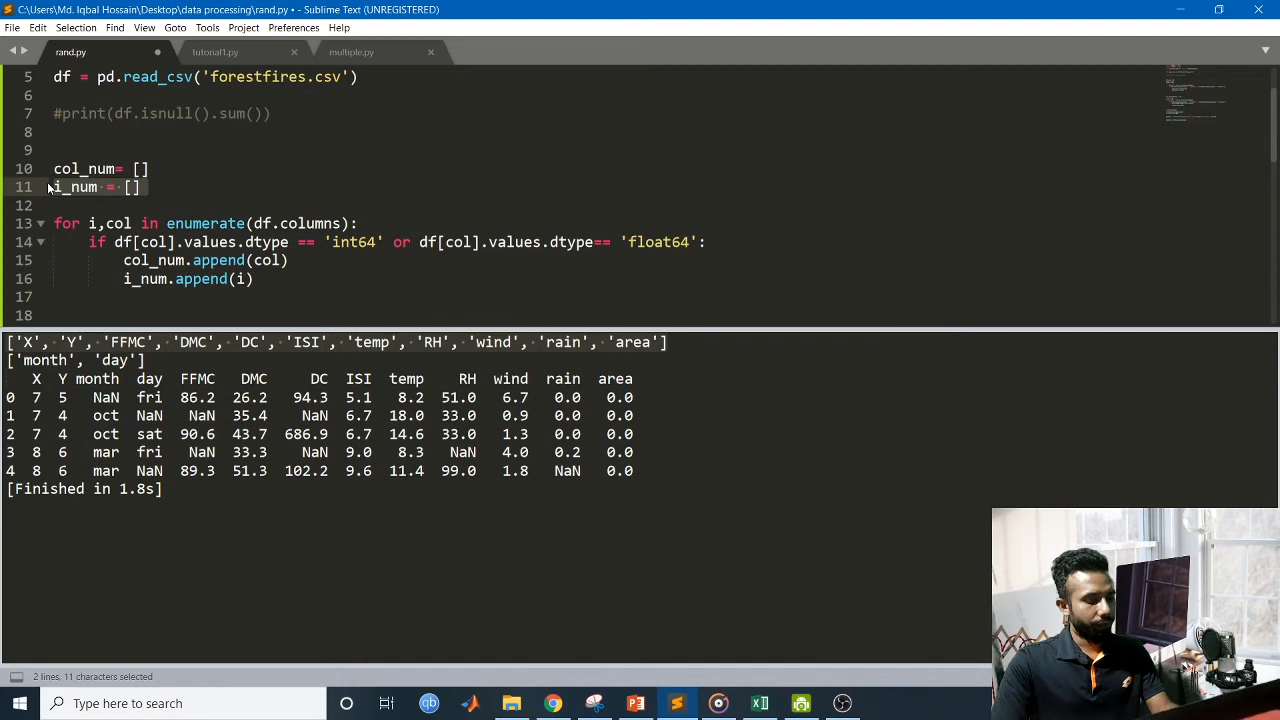 C:\Users\Md. Iqbal Hossain\Desktop\data processing\rand.py • - Sublime Text (UNREGISTERED)
File Edit Selection Find View Goto Tools Project Preferences Help
rand.py tutorial1.py multiple.py
5 df = pd.read_csv('forestfires.csv')
6
7 #print(df.isnull().sum())
8
9
10 col_num= []
11 i_num = []
12
13 for i,col in enumerate(df.columns):
14 if df[col].values.dtype == 'int64' or df[col].values.dtype== 'float64':
15 col_num.append(col)
16 i_num.append(i)
17
18
['X', 'Y', 'FFMC', 'DMC', 'DC', 'ISI', 'temp', 'RH', 'wind', 'rain', 'area']
['month', 'day']
X Y month day FFMC DMC DC ISI temp RH wind rain area
0 7 5 NaN fri 86.2 26.2 94.3 5.1 8.2 51.0 6.7 0.0 0.0
1 7 4 oct NaN NaN 35.4 NaN 6.7 18.0 33.0 0.9 0.0 0.0
2 7 4 oct sat 90.6 43.7 686.9 6.7 14.6 33.0 1.3 0.0 0.0
3 8 6 mar fri NaN 33.3 NaN 9.0 8.3 NaN 4.0 0.2 0.0
4 8 6 mar NaN 89.3 51.3 102.2 9.6 11.4 99.0 1.8 NaN 0.0
[Finished in 1.8s]
2 lines, 11 characters selected
Type here to search